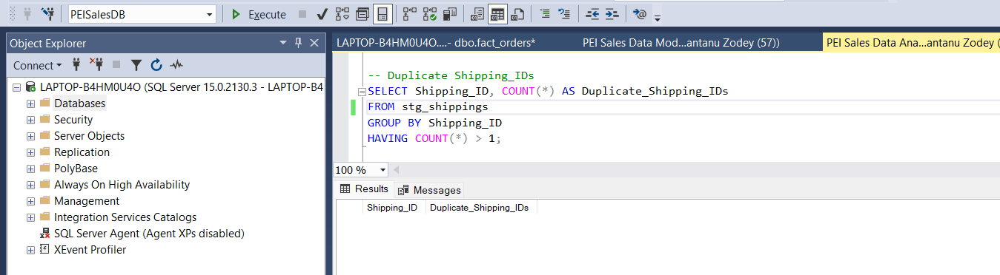 PEISalesDB
Execute
Object Explorer
Connect
LAPTOP-B4HM0U4O (SQL Server 15.0.2130.3 - LAPTOP-B4
Databases
Security
Server Objects
Replication
PolyBase
Always On High Availability
Management
Integration Services Catalogs
SQL Server Agent (Agent XPs disabled)
XEvent Profiler
LAPTOP-B4HM0U4O....- dbo.fact_orders*
PEI Sales Data Mod...antanu Zodey (57))
PEI Sales Data Ana...antanu Zodey (
-- Duplicate Shipping_IDs
SELECT Shipping_ID, COUNT(*) AS Duplicate_Shipping_IDs
FROM stg_shippings
GROUP BY Shipping_ID
HAVING COUNT(*) > 1;
100 %
Results
Messages
Shipping_ID
Duplicate_Shipping_IDs